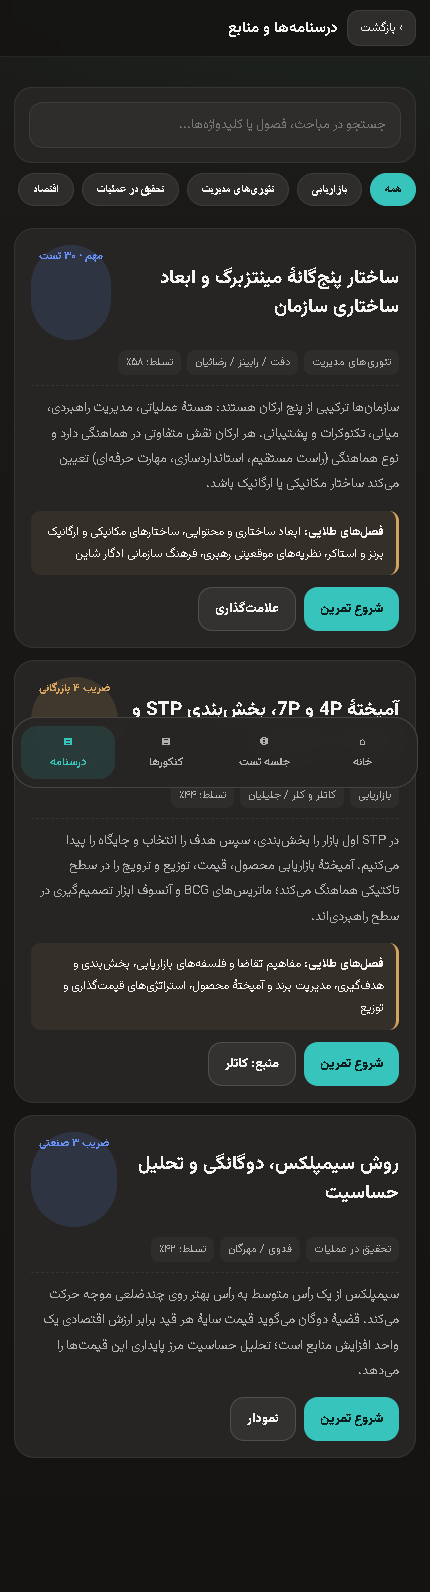 › بازگشت
درسنامه‌ها و منابع
جستجو در مباحث، فصول یا کلیدواژه‌ها...
همه
بازاریابی
تئوری‌های مدیریت
تحقیق در عملیات
اقتصاد
مهم · ۳۰ تست
ساختار پنج‌گانهٔ مینتزبرگ و ابعاد
ساختاری سازمان
تئوری‌های مدیریت
دفت / رابینز / رضائیان
تسلط: ۵۸٪
سازمان‌ها ترکیبی از پنج ارکان هستند: هستهٔ عملیاتی، مدیریت راهبردی،
میانی، تکنوکرات و پشتیبانی. هر ارکان نقش متفاوتی در هماهنگی دارد و
نوع هماهنگی (راست مستقیم، استانداردسازی، مهارت حرفه‌ای) تعیین
می‌کند ساختار مکانیکی یا ارگانیک باشد.
فصل‌های طلایی: ابعاد ساختاری و محتوایی، ساختارهای مکانیکی و ارگانیک
برنز و استاکر، نظریه‌های موقعیتی رهبری، فرهنگ سازمانی ادگار شاین
شروع تمرین
علامت‌گذاری
ضریب ۴ بازرگانی
آمیختهٔ 4P و 7P، بخش‌بندی STP و
خانه
جلسه تست
کنکورها
درسنامه
بازاریابی
کاتلر و کلر / جلیلیان
تسلط: ۴۴٪
در STP اول بازار را بخش‌بندی، سپس هدف را انتخاب و جایگاه را پیدا
می‌کنیم. آمیختهٔ بازاریابی محصول، قیمت، توزیع و ترویج را در سطح
تاکتیکی هماهنگ می‌کند؛ ماتریس‌های BCG و آنسوف ابزار تصمیم‌گیری در
سطح راهبردی‌اند.
فصل‌های طلایی: مفاهیم تقاضا و فلسفه‌های بازاریابی، بخش‌بندی و
هدف‌گیری، مدیریت برند و آمیختهٔ محصول، استراتژی‌های قیمت‌گذاری و
توزیع
شروع تمرین
منبع: کاتلر
ضریب ۳ صنعتی
روش سیمپلکس، دوگانگی و تحلیل
حساسیت
تحقیق در عملیات
فدوی / مهرگان
تسلط: ۴۲٪
سیمپلکس از یک رأس متوسط به رأس بهتر روی چندضلعی موجه حرکت
می‌کند. قضیهٔ دوگان می‌گوید قیمت سایهٔ هر قید برابر ارزش اقتصادی یک
واحد افزایش منابع است؛ تحلیل حساسیت مرز پایداری این قیمت‌ها را
می‌دهد.
شروع تمرین
نمودار